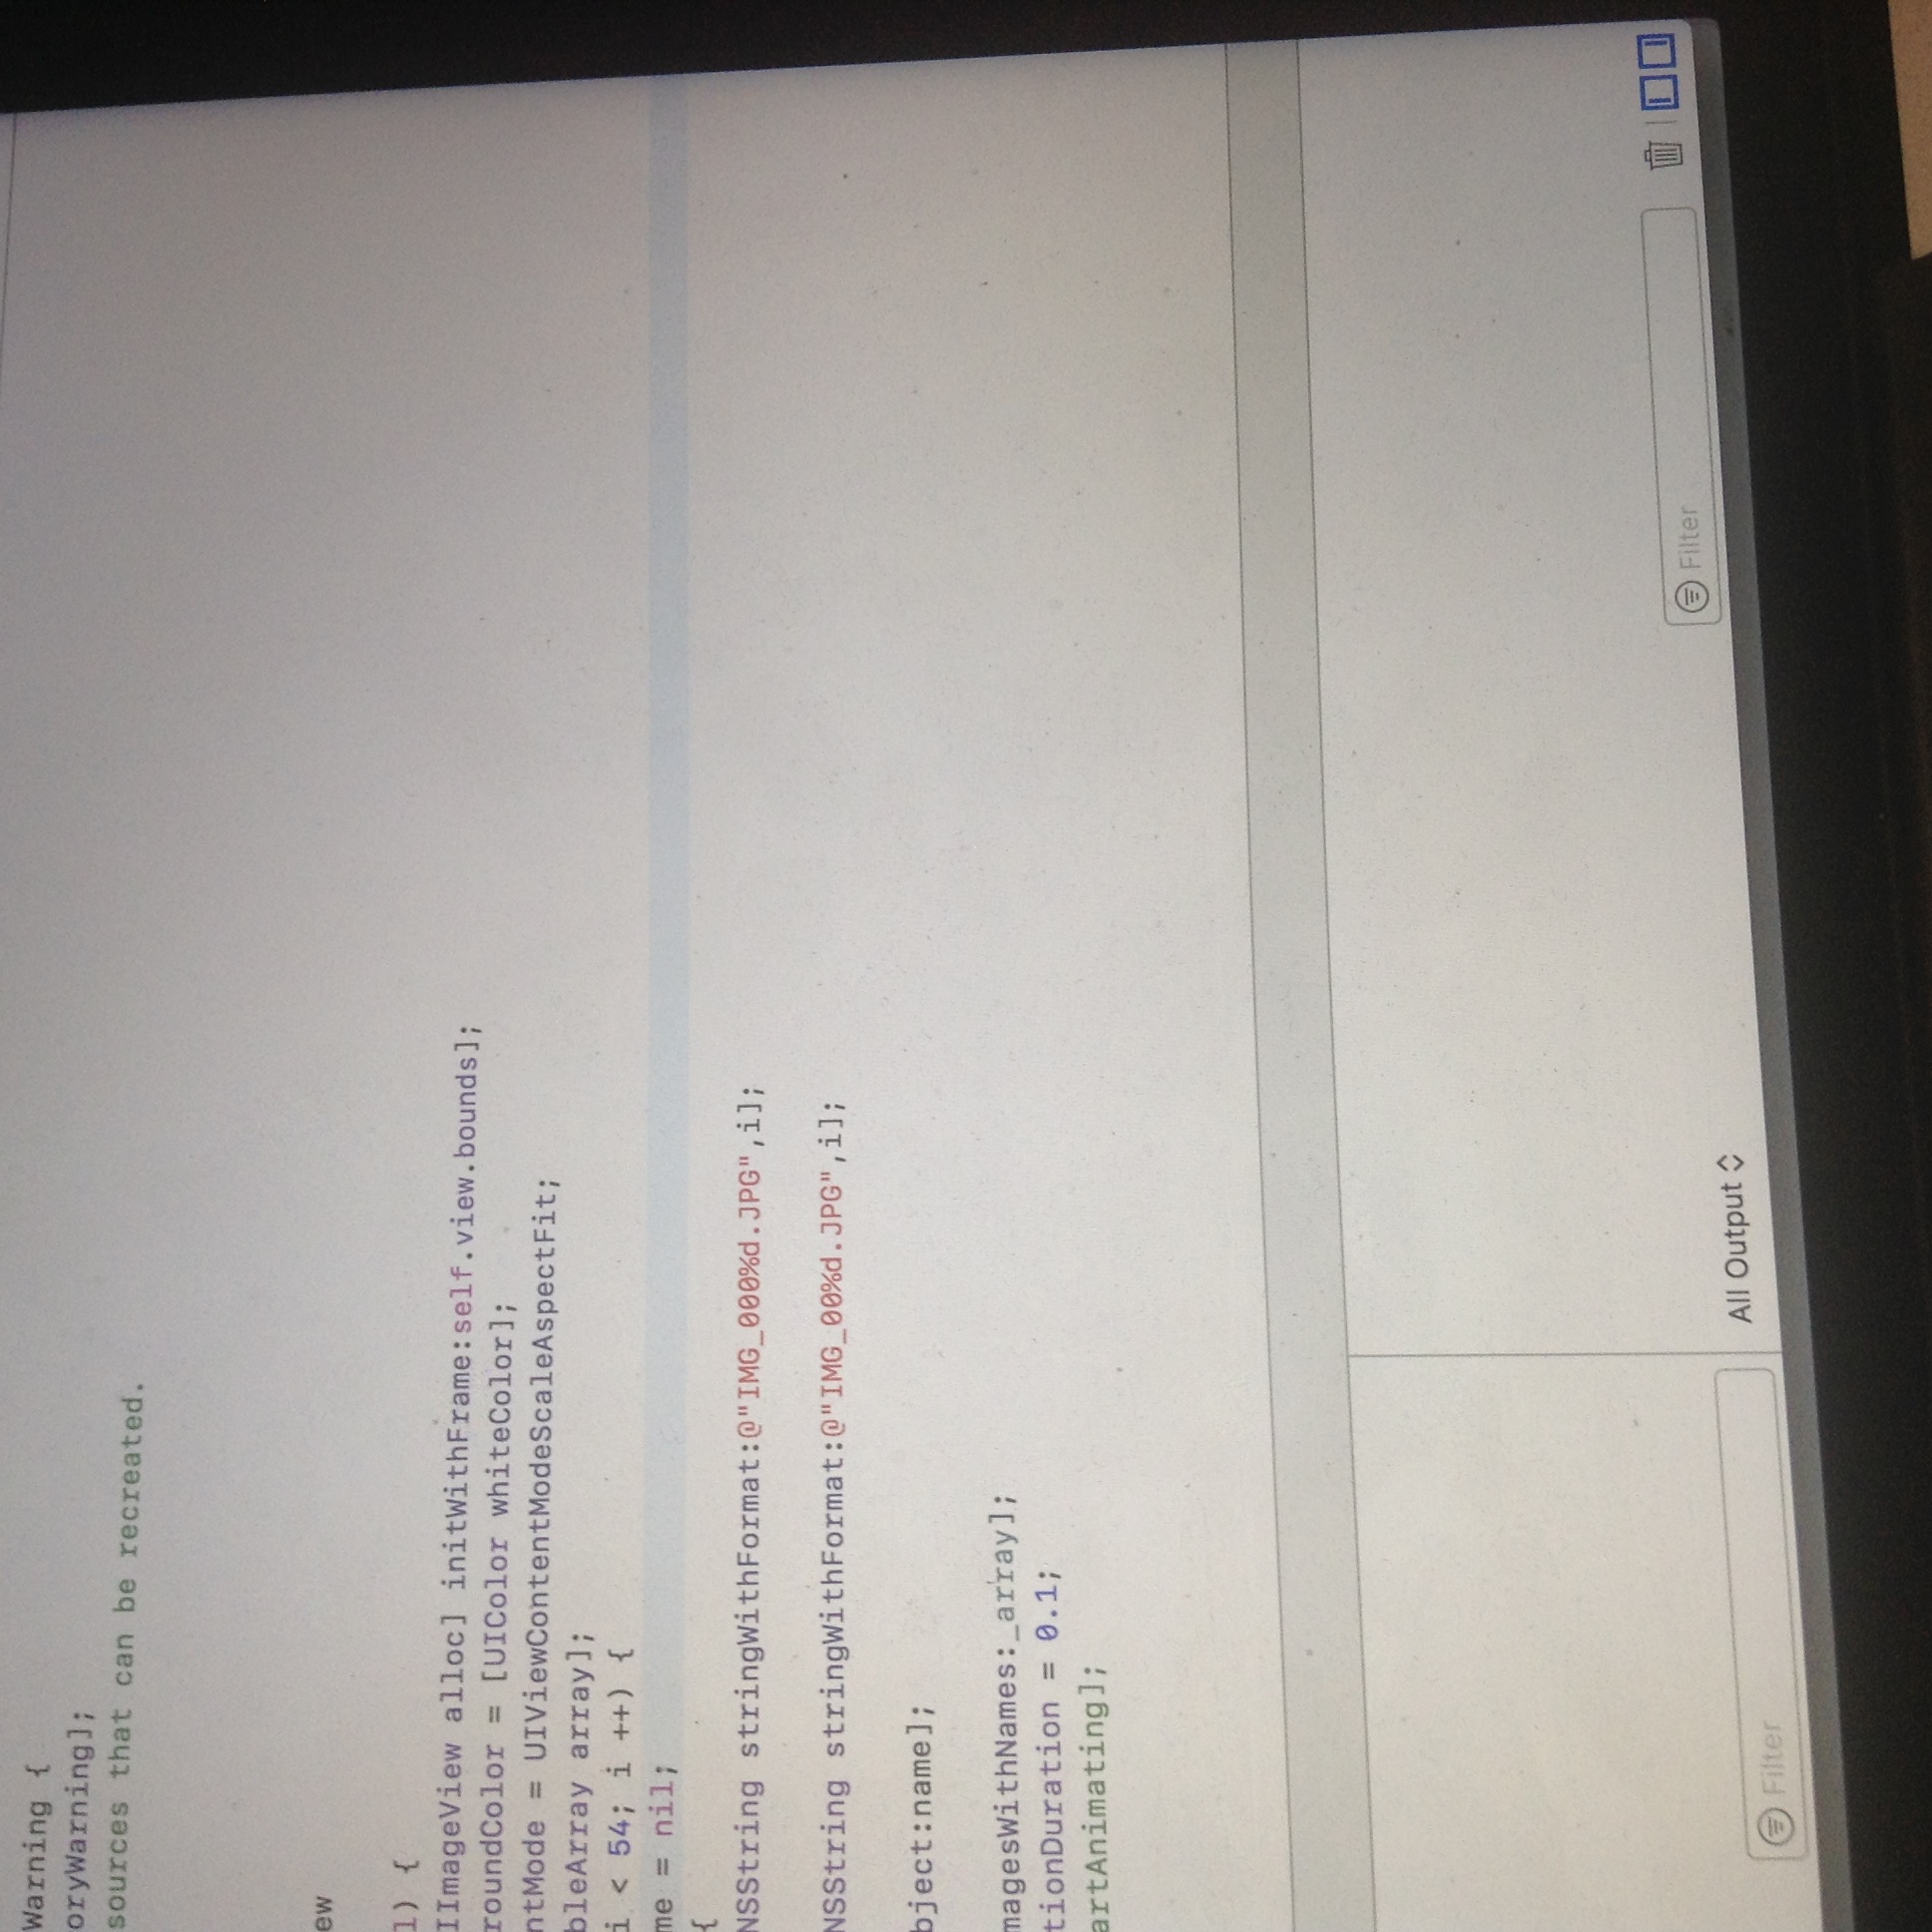 Warning {
oryWarning];
sources that can be recreated.
ew
l) {
IImageView alloc] initWithFrame:self.view.bounds];
roundColor = [UIColor whiteColor];
ntMode = UIViewContentModeScaleAspectFit;
bleArray array];
i < 54; i ++) {
me = nil;
{
NSString stringWithFormat:@"IMG_000%d.JPG",i];
NSString stringWithFormat:@"IMG_00%d.JPG",i];
bject:name];
magesWithNames:_array];
tionDuration = 0.1;
artAnimating];
Filter
All Output
Filter